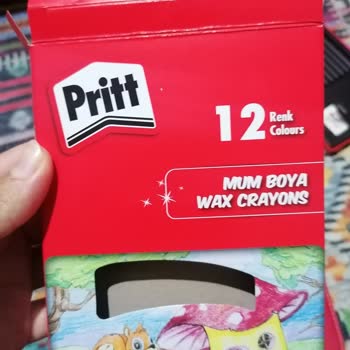 Pritt
12 Renk
Colours
MUM BOYA
WAX CRAYONS